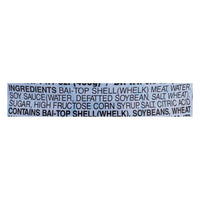 INGREDIENTS BAI-TOP SHELL(WHELK) MEAT, WATER,
SOY SAUCE(WATER, DEFATTED SOYBEAN, SALT WHEAT),
SUGAR, HIGH FRUCTOSE CORN SYRUP, SALT, CITRIC ACID
CONTAINS BAI-TOP SHELL(WHELK), SOYBEANS, WHEAT